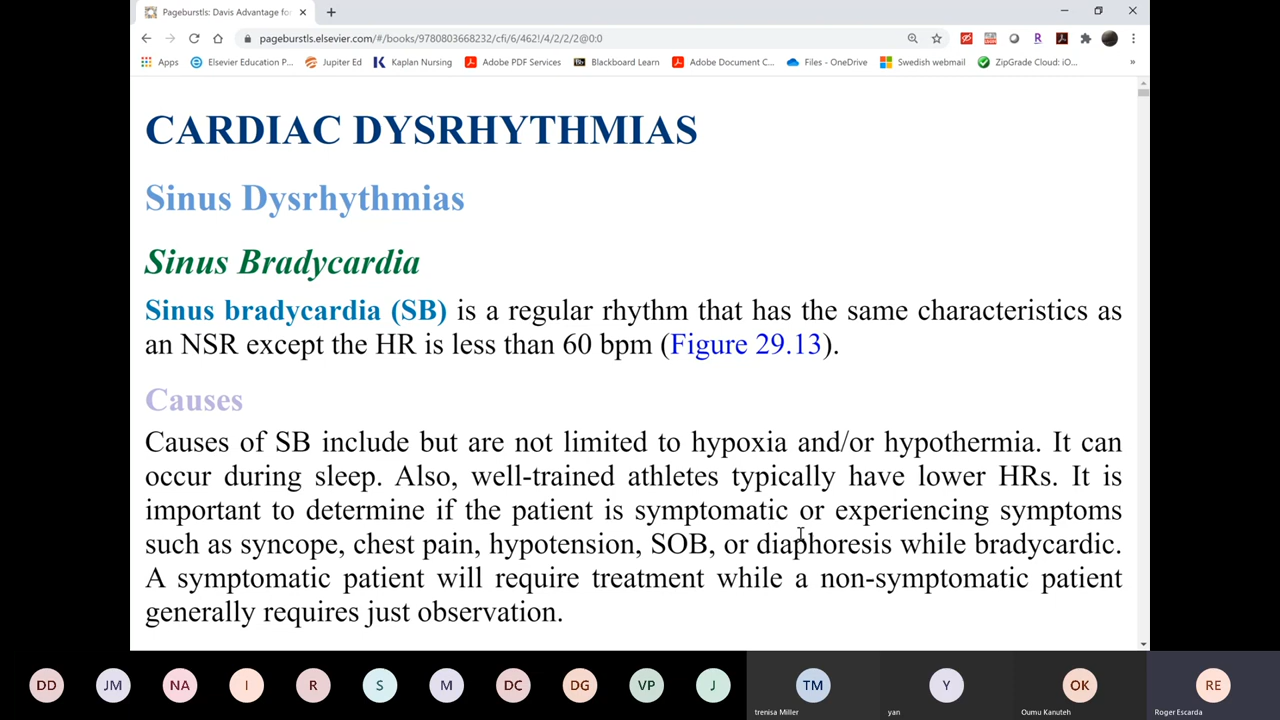 Pageburstls: Davis Advantage for
pageburstls.elsevier.com/#/books/9780803668232/cfi/6/462!/4/2/2/2@0:0
Apps
Elsevier Education P...
Jupiter Ed
Kaplan Nursing
Adobe PDF Services
Blackboard Learn
Adobe Document C...
Files - OneDrive
Swedish webmail
ZipGrade Cloud: iO...
»
CARDIAC DYSRHYTHMIAS
Sinus Dysrhythmias
Sinus Bradycardia
Sinus bradycardia (SB) is a regular rhythm that has the same characteristics as
an NSR except the HR is less than 60 bpm (Figure 29.13).
Causes
Causes of SB include but are not limited to hypoxia and/or hypothermia. It can
occur during sleep. Also, well-trained athletes typically have lower HRs. It is
important to determine if the patient is symptomatic or experiencing symptoms
such as syncope, chest pain, hypotension, SOB, or diaphoresis while bradycardic.
A symptomatic patient will require treatment while a non-symptomatic patient
generally requires just observation.
DD
JM
NA
I
R
S
M
DC
DG
VP
J
TM
trenisa Miller
Y
yan
OK
Oumu Kanuteh
RE
Roger Escarda